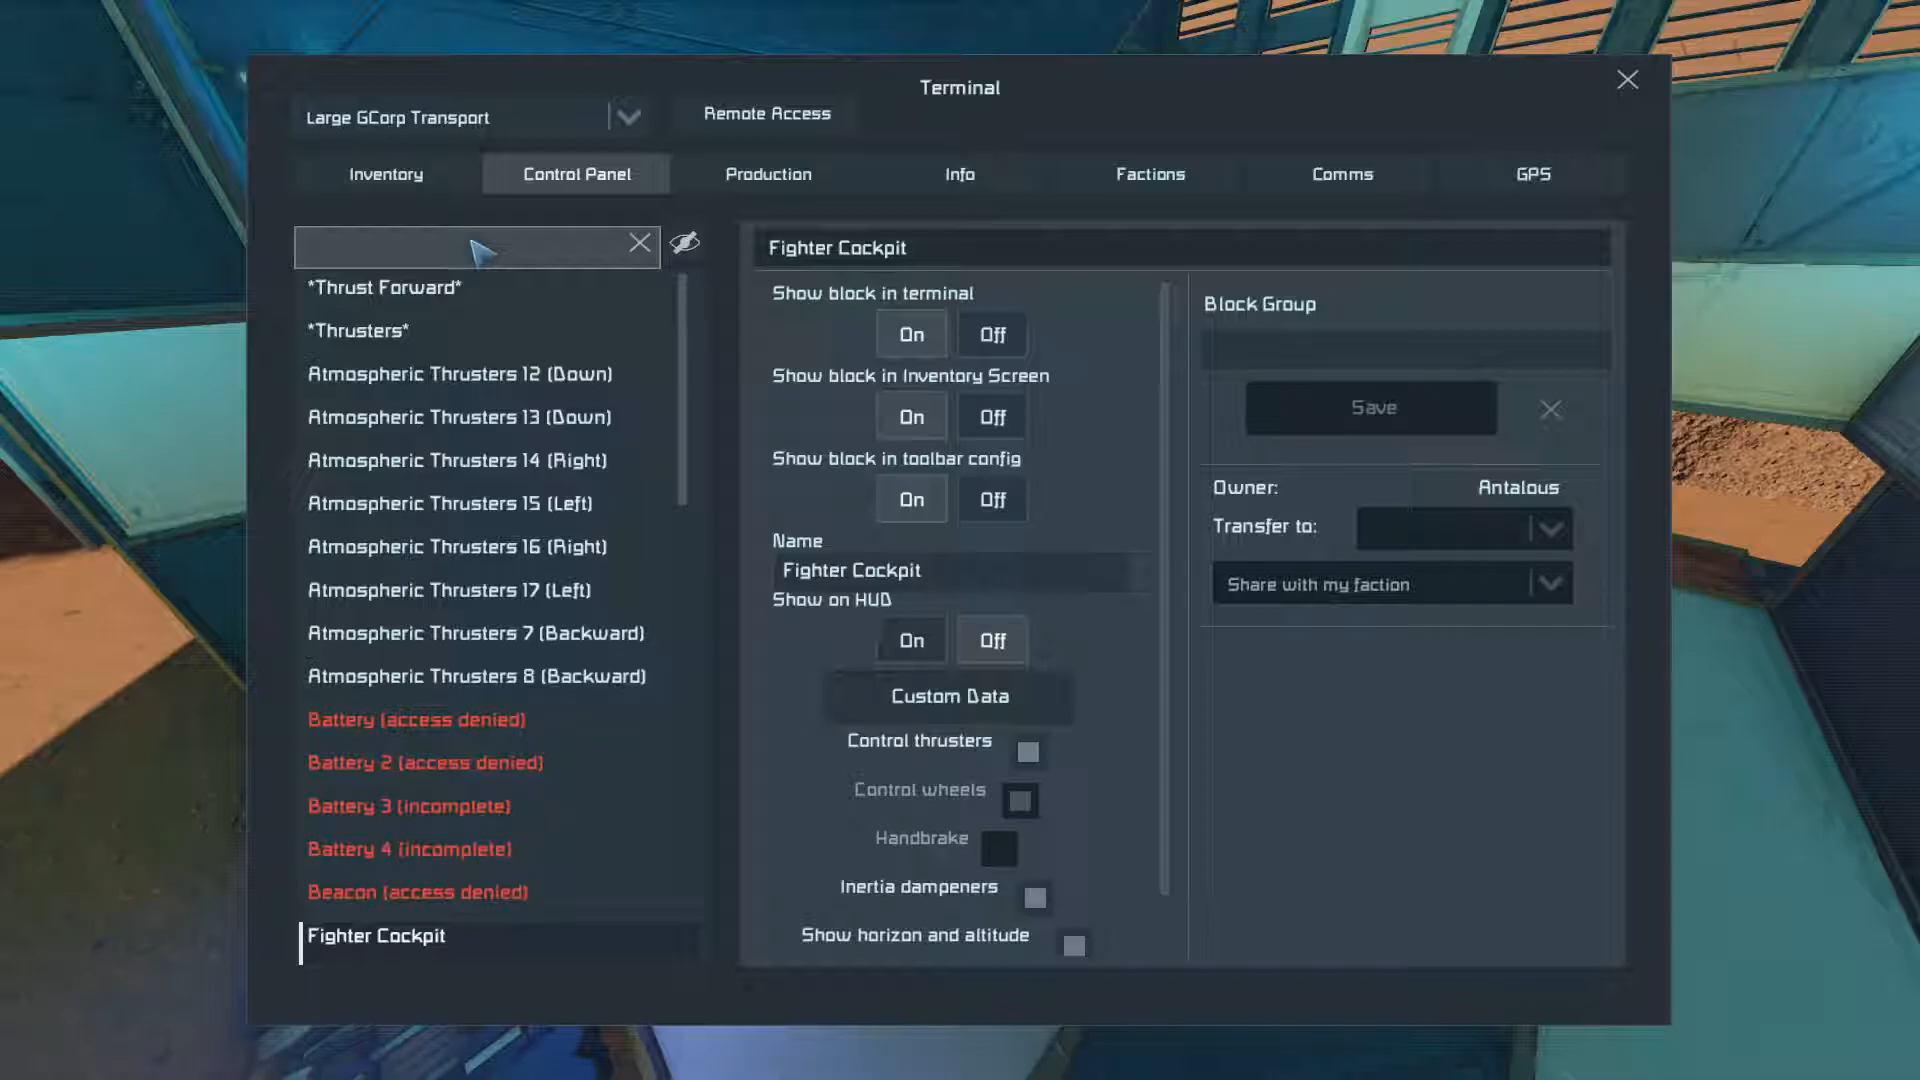 Terminal
Large GCorp Transport
Remote Access
Inventory
Control Panel
Production
Info
Factions
Comms
GPS
*Thrust Forward*
*Thrusters*
Atmospheric Thrusters 12 (Down)
Atmospheric Thrusters 13 (Down)
Atmospheric Thrusters 14 (Right)
Atmospheric Thrusters 15 (Left)
Atmospheric Thrusters 16 (Right)
Atmospheric Thrusters 17 (Left)
Atmospheric Thrusters 7 (Backward)
Atmospheric Thrusters 8 (Backward)
Battery (access denied)
Battery 2 (access denied)
Battery 3 (incomplete)
Battery 4 (incomplete)
Beacon (access denied)
Fighter Cockpit
Fighter Cockpit
Show block in terminal
On Off
Show block in Inventory Screen
On Off
Show block in toolbar config
On Off
Name
Fighter Cockpit
Show on HUD
On Off
Custom Data
Control thrusters
Control wheels
Handbrake
Inertia dampeners
Show horizon and altitude
Block Group
Save
Owner: Antalous
Transfer to:
Share with my faction